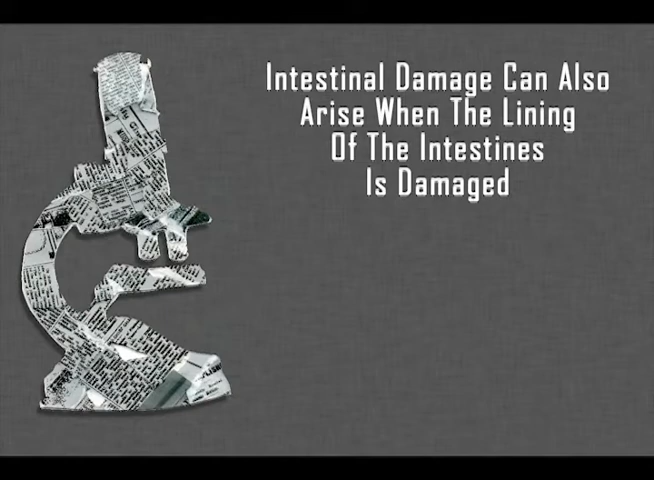 Intestinal Damage Can Also
Arise When The Lining
Of The Intestines
Is Damaged